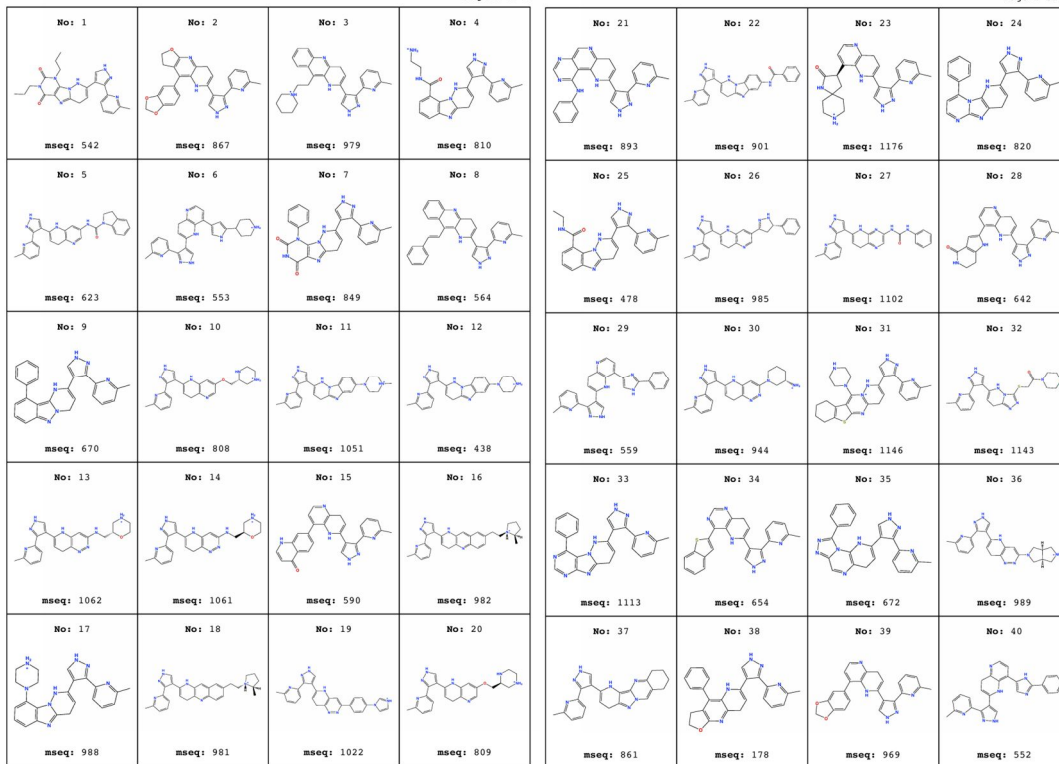 No: 1 No: 2 No: 3 No: 4
mseq: 542 mseq: 867 mseq: 979 mseq: 810
No: 5 No: 6 No: 7 No: 8
mseq: 623 mseq: 553 mseq: 849 mseq: 564
No: 9 No: 10 No: 11 No: 12
mseq: 670 mseq: 808 mseq: 1051 mseq: 438
No: 13 No: 14 No: 15 No: 16
mseq: 1062 mseq: 1061 mseq: 590 mseq: 982
No: 17 No: 18 No: 19 No: 20
mseq: 988 mseq: 981 mseq: 1022 mseq: 809
No: 21 No: 22 No: 23 No: 24
mseq: 893 mseq: 901 mseq: 1176 mseq: 820
No: 25 No: 26 No: 27 No: 28
mseq: 478 mseq: 985 mseq: 1102 mseq: 642
No: 29 No: 30 No: 31 No: 32
mseq: 559 mseq: 944 mseq: 1146 mseq: 1143
No: 33 No: 34 No: 35 No: 36
mseq: 1113 mseq: 654 mseq: 672 mseq: 989
No: 37 No: 38 No: 39 No: 40
mseq: 861 mseq: 178 mseq: 969 mseq: 552